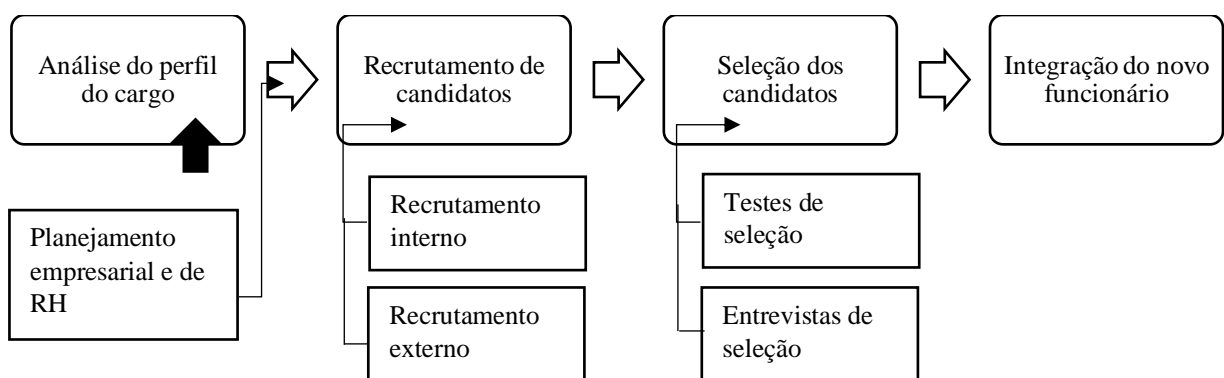 Análise do perfil
do cargo
Recrutamento de
candidatos
Seleção dos
candidatos
Integração do novo
funcionário
Planejamento
empresarial e de
RH
Recrutamento
interno
Recrutamento
externo
Testes de
seleção
Entrevistas de
seleção